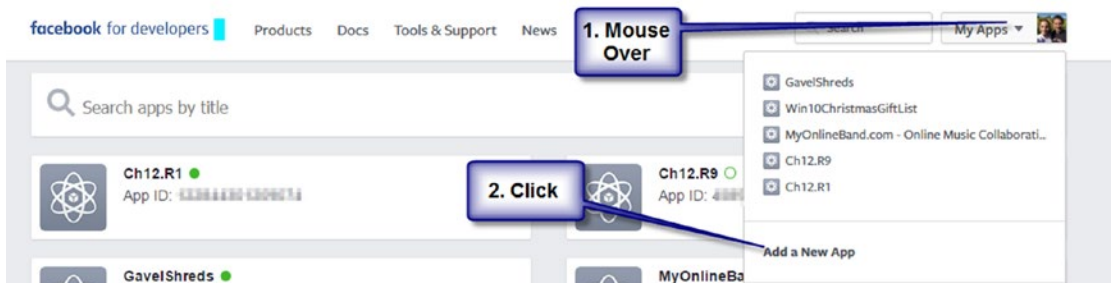 facebook for developers Products Docs Tools & Support News Search My Apps
1. Mouse
Over
GavelShreds
Win10ChristmasGiftList
MyOnlineBand.com - Online Music Collaborati...
Ch12.R9
Ch12.R1
Add a New App
Search apps by title
Ch12.R1
App ID:
2. Click
Ch12.R9
App ID:
GavelShreds
MyOnlineBa